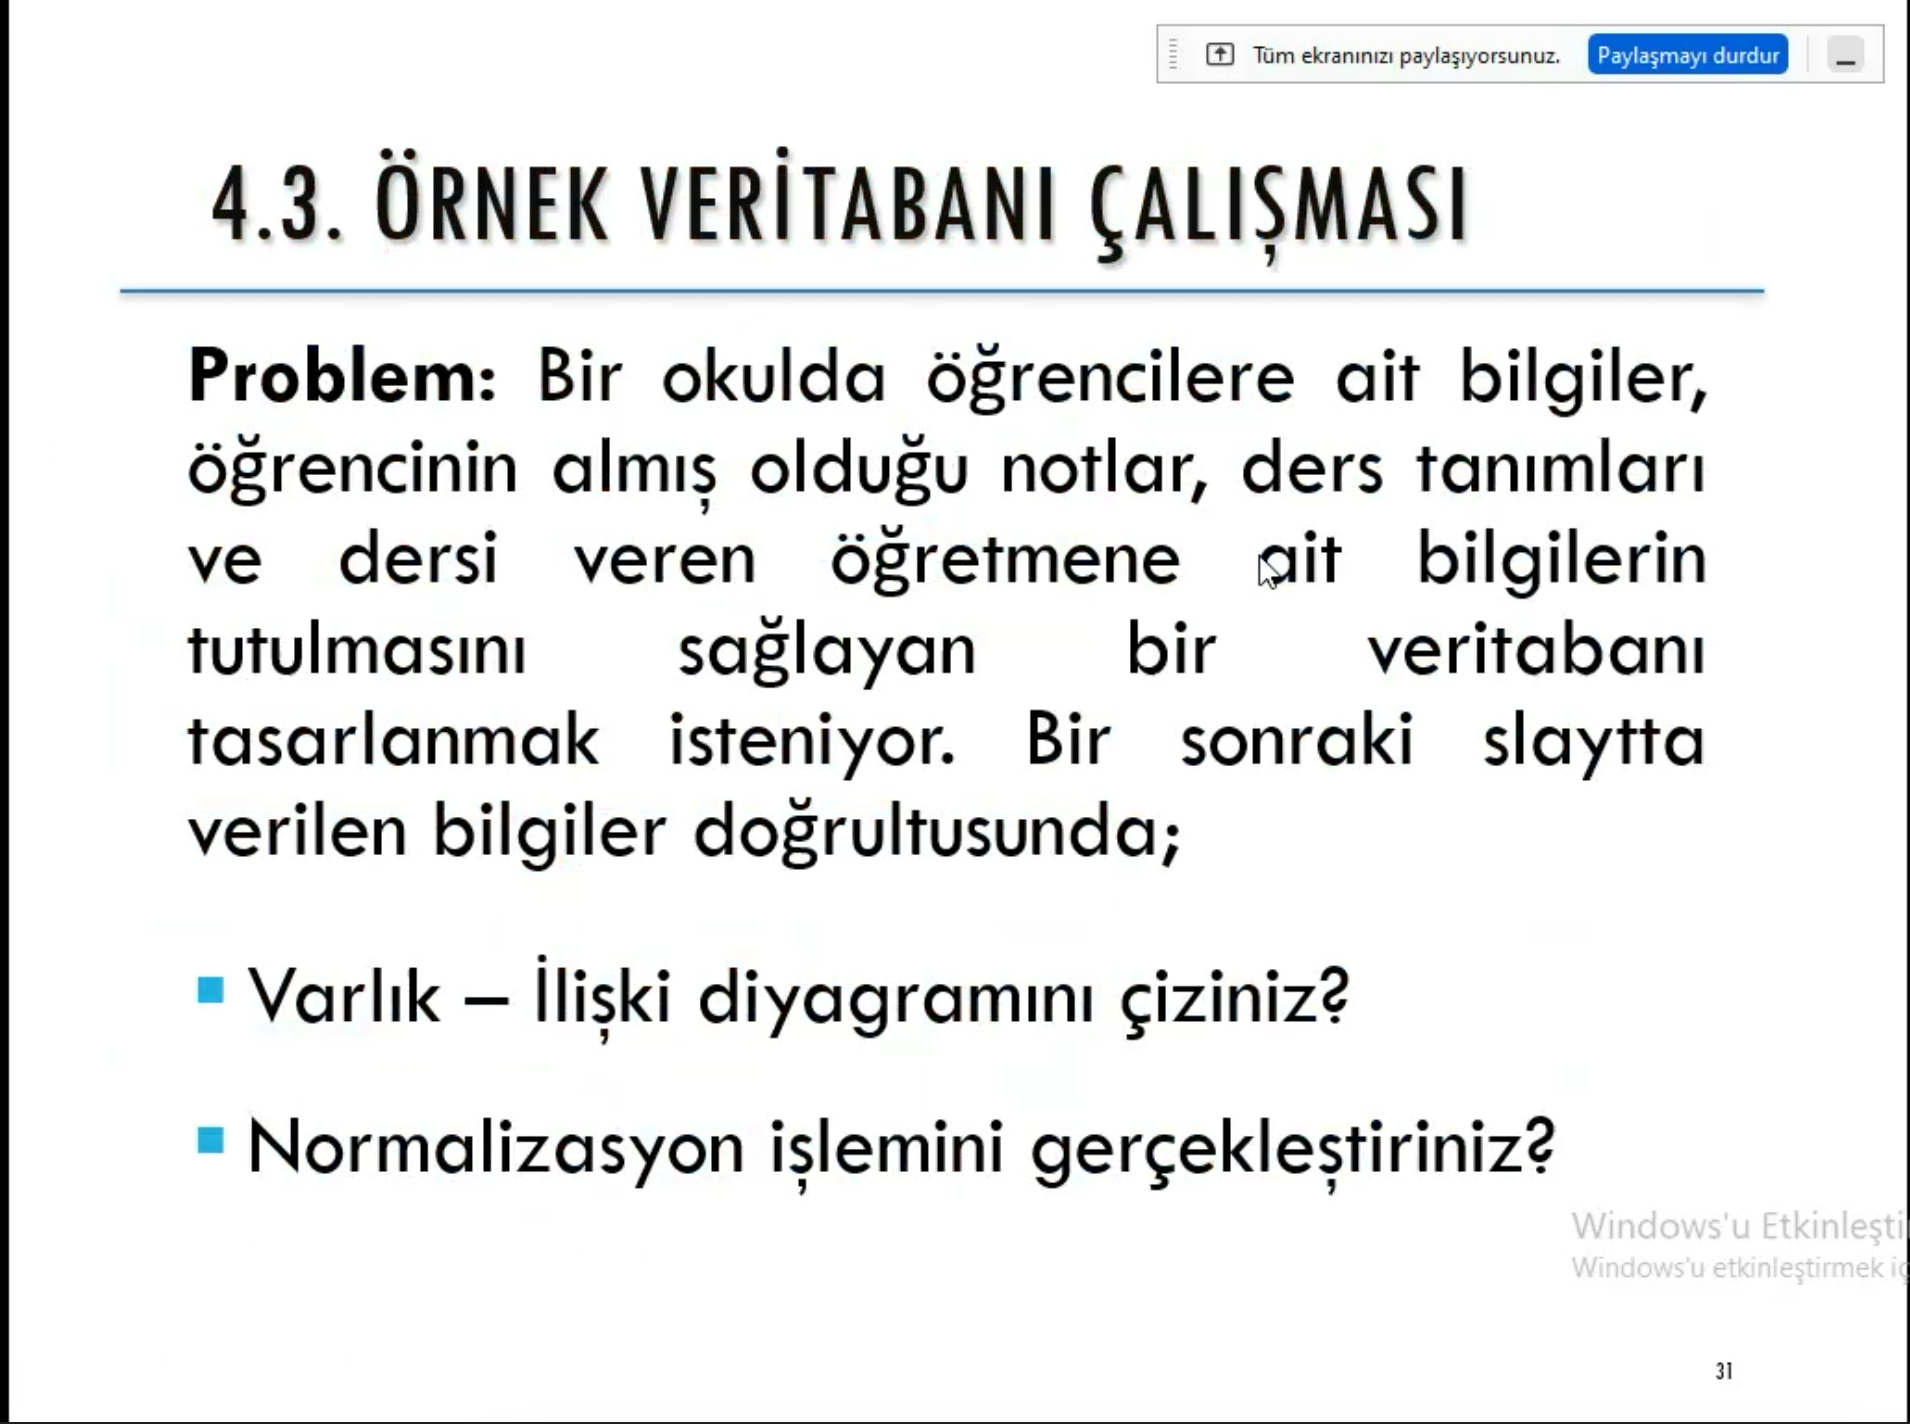 Tüm ekranınızı paylaşıyorsunuz. Paylaşmayı durdur
4.3. ÖRNEK VERİTABANI ÇALIŞMASI
Problem: Bir okulda öğrencilere ait bilgiler,
öğrencinin almış olduğu notlar, ders tanımları
ve dersi veren öğretmene ait bilgilerin
tutulmasını sağlayan bir veritabanı
tasarlanmak isteniyor. Bir sonraki slaytta
verilen bilgiler doğrultusunda;
▪ Varlık – İlişki diyagramını çiziniz?
▪ Normalizasyon işlemini gerçekleştiriniz?
Windows'u Etkinleşti
Windows'u etkinleştirmek
31